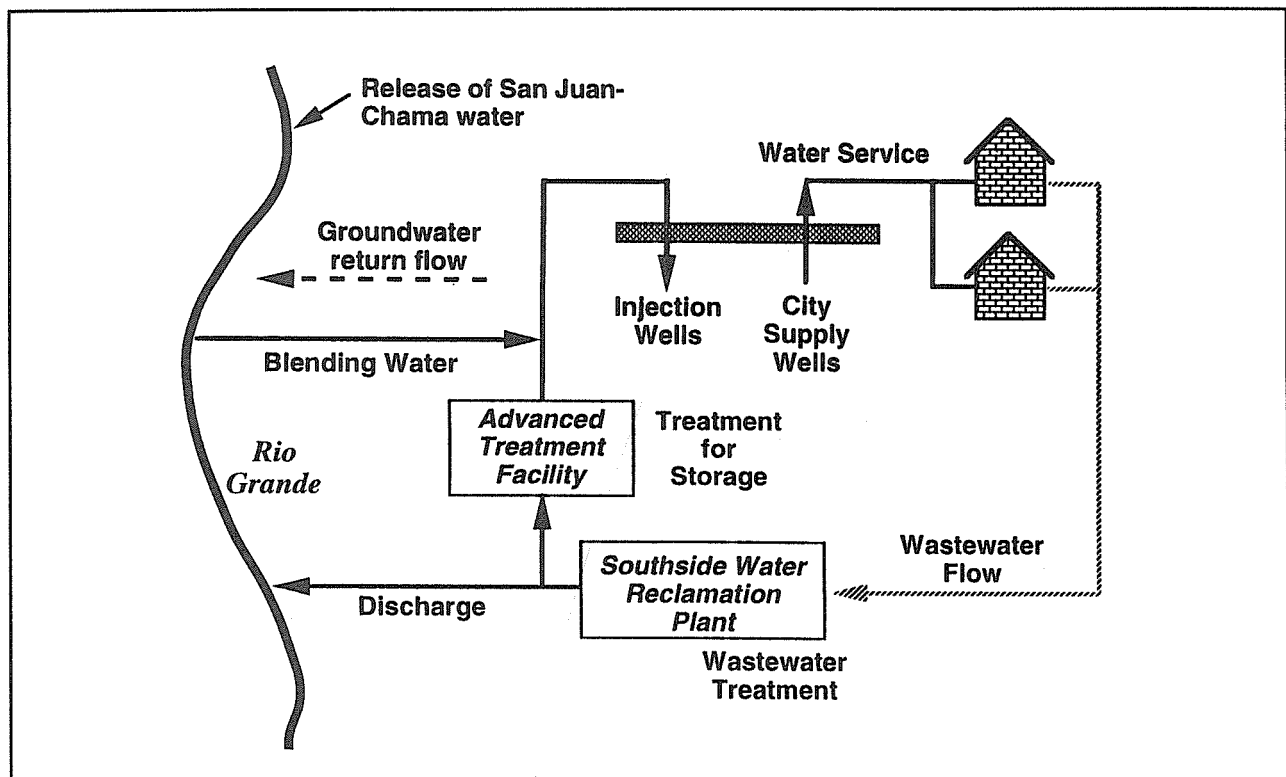 Release of San Juan-
Chama water
Water Service
Groundwater
return flow
Injection
Wells
City
Supply
Wells
Blending Water
Advanced
Treatment
Facility
Treatment
for
Storage
Rio
Grande
Wastewater
Flow
Southside Water
Reclamation
Plant
Discharge
Wastewater
Treatment